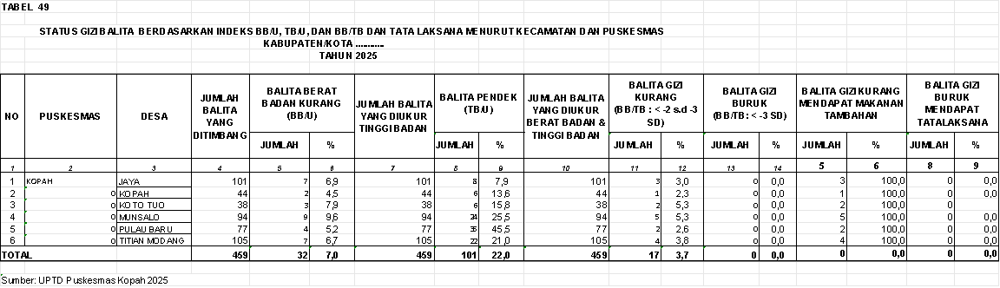 TABEL 49
STATUS GIZI BALITA BERDASARKAN INDEKS BB/U, TB/U, DAN BB/TB DAN TATA LAKSANA MENURUT KECAMATAN DAN PUSKESMAS
KABUPATEN/KOTA ............
TAHUN 2025
NO PUSKESMAS DESA JUMLAH BALITA YANG DITIMBANG BALITA BERAT BADAN KURANG (BB/U) JUMLAH BALITA YANG DIUKUR TINGGI BADAN BALITA PENDEK (TB/U) JUMLAH BALITA YANG DIUKUR BERAT BADAN & TINGGI BADAN BALITA GIZI KURANG (BB/TB : < -2 s.d -3 SD) BALITA GIZI BURUK (BB/TB: < -3 SD) BALITA GIZI KURANG MENDAPAT MAKANAN TAMBAHAN BALITA GIZI BURUK MENDAPAT TATALAKSANA
JUMLAH % JUMLAH % JUMLAH % JUMLAH % JUMLAH % JUMLAH %
1 2 3 4 5 6 7 8 9 10 11 12 13 14 5 6 8 9
1 KOPAH JAYA 101 7 6,9 101 8 7,9 101 3 3,0 0 0,0 3 100,0 0 0,0
2 0 KOPAH 44 2 4,5 44 6 13,6 44 1 2,3 0 0,0 1 100,0 0 0,0
3 0 KOTO TUO 38 3 7,9 38 6 15,8 38 2 5,3 0 0,0 2 100,0 0
4 0 MUNSALO 94 9 9,6 94 24 25,5 94 5 5,3 0 0,0 5 100,0 0 0,0
5 0 PULAU BARU 77 4 5,2 77 35 45,5 77 2 2,6 0 0,0 2 100,0 0 0,0
6 0 TITIAN MODANG 105 7 6,7 105 22 21,0 105 4 3,8 0 0,0 4 100,0 0 0,0
TOTAL 459 32 7,0 459 101 22,0 459 17 3,7 0 0,0 0 0,0 0 0,0
Sumber: UPTD Puskesmas Kopah 2025